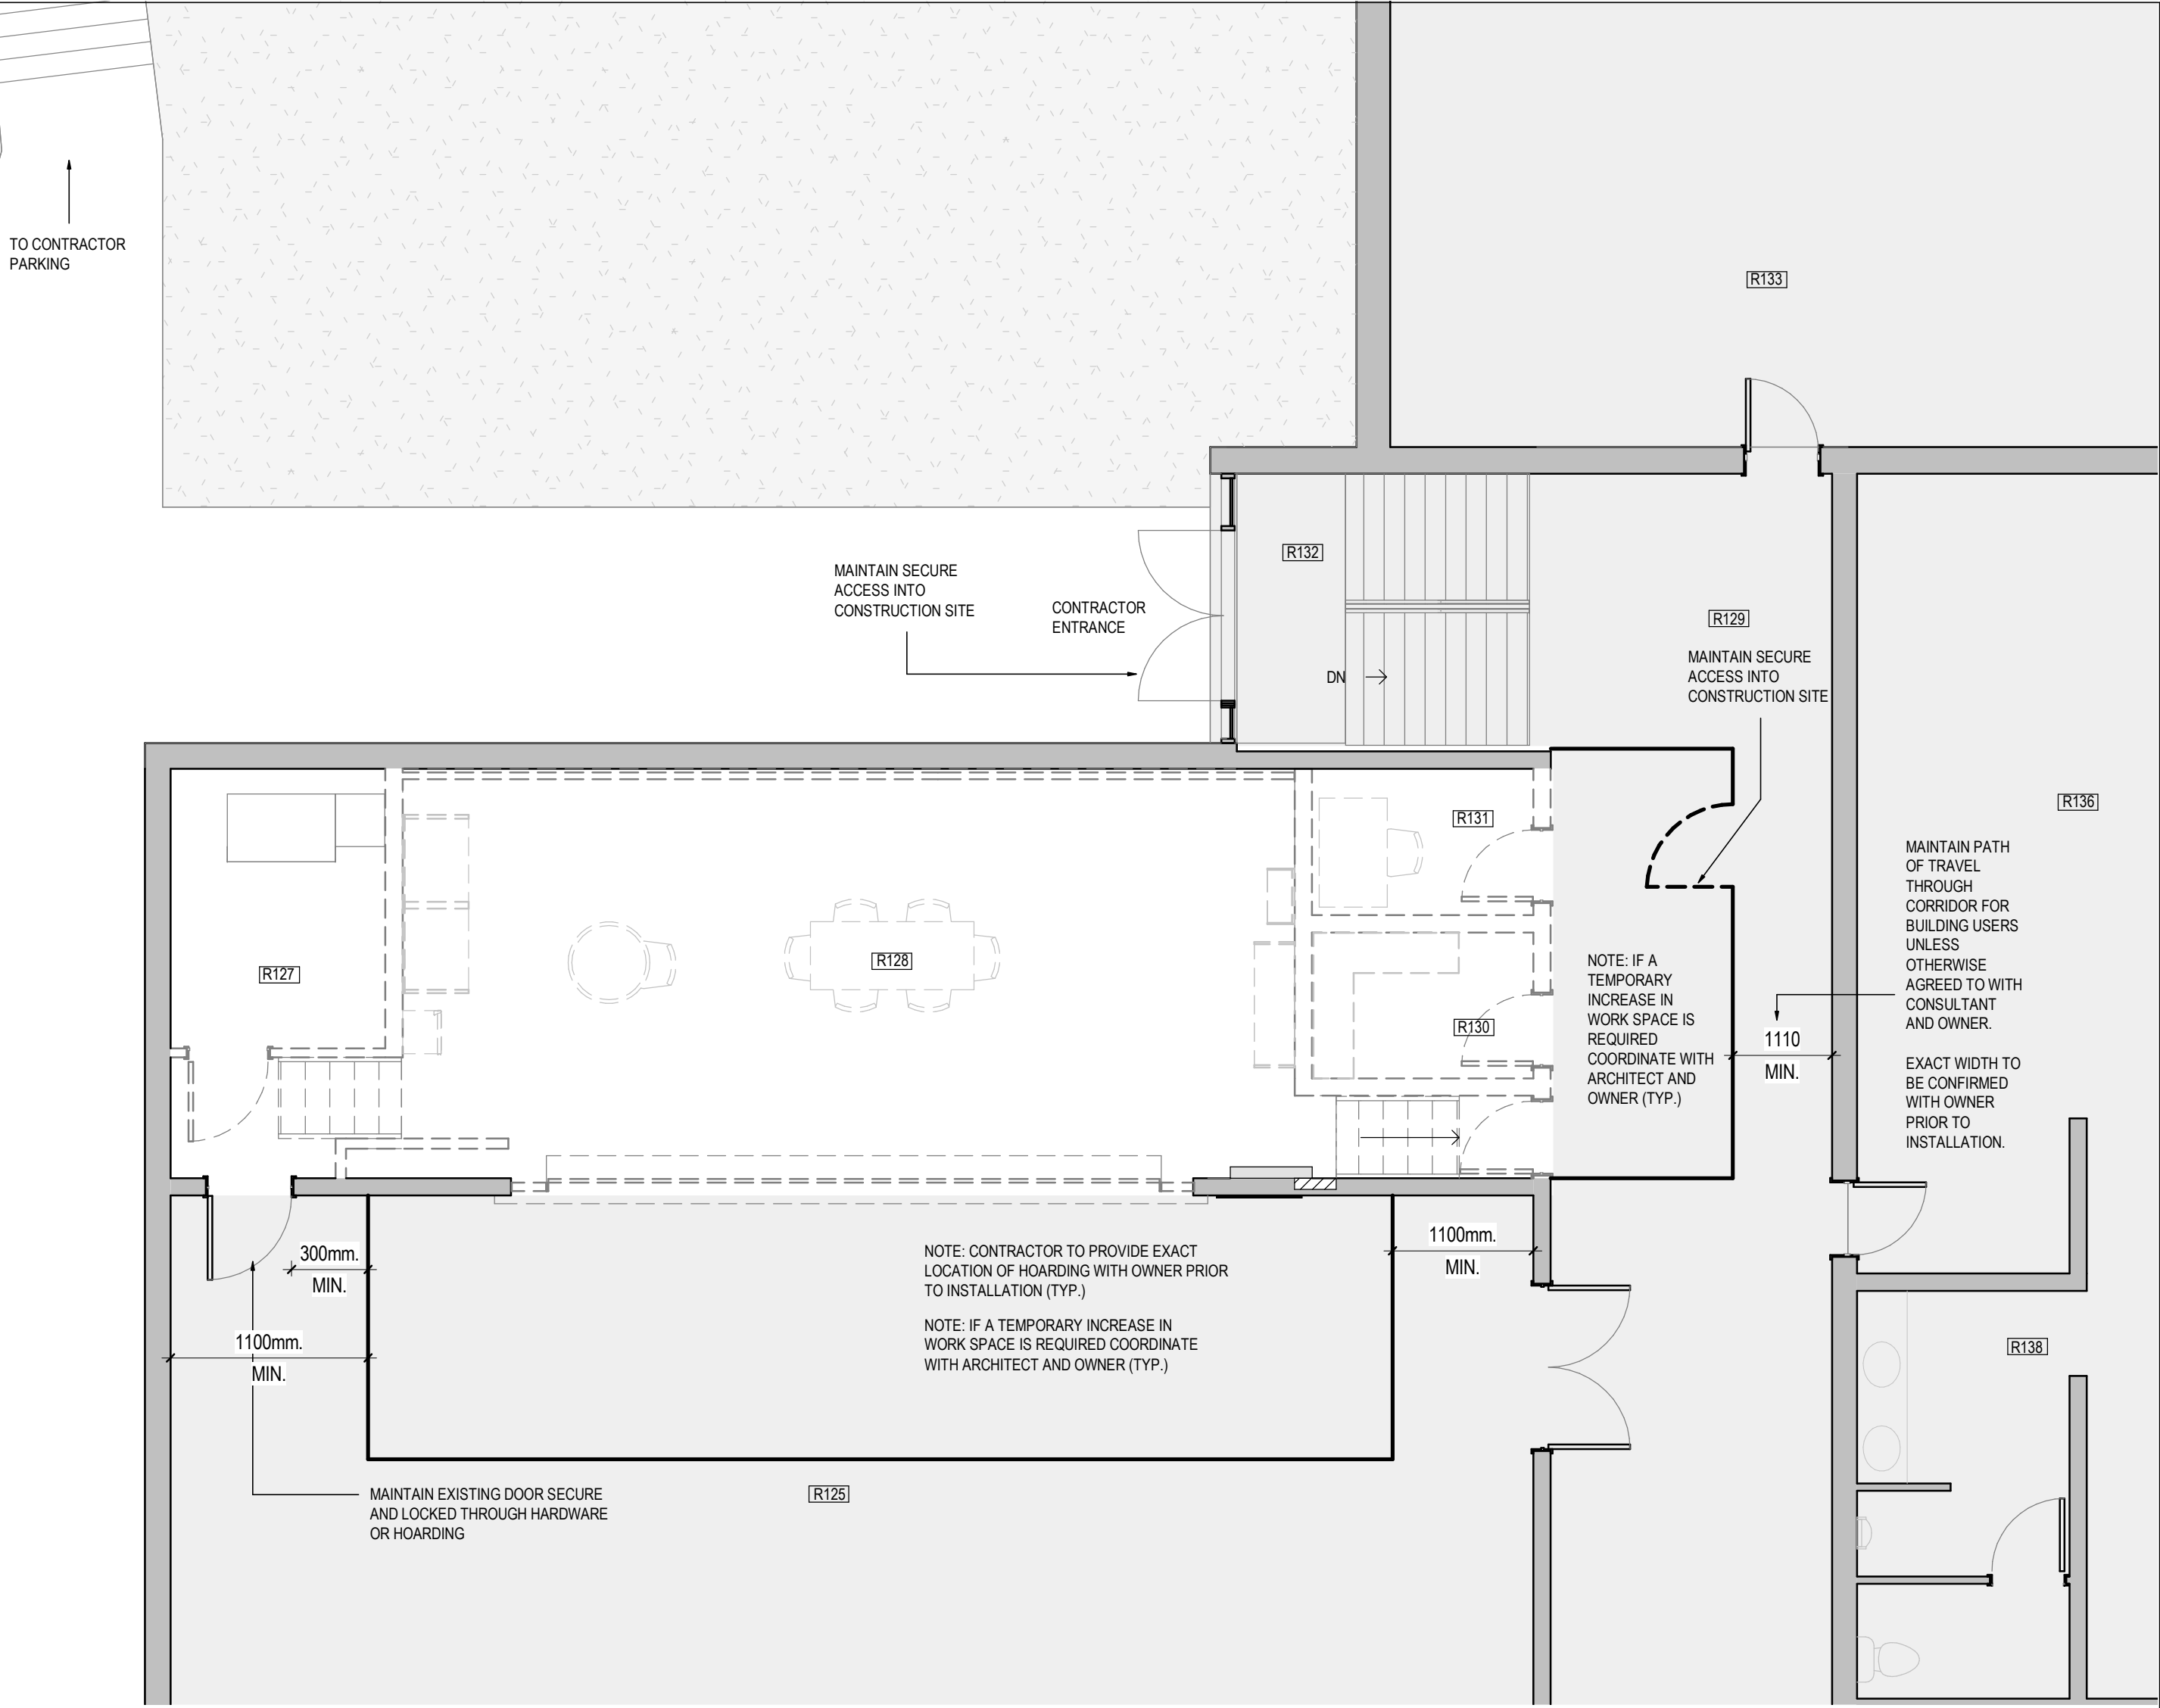 TO CONTRACTOR
PARKING
R133
MAINTAIN SECURE
ACCESS INTO
CONSTRUCTION SITE
CONTRACTOR
ENTRANCE
R132
DN
R129
MAINTAIN SECURE
ACCESS INTO
CONSTRUCTION SITE
R136
R131
R127
R128
R130
NOTE: IF A
TEMPORARY
INCREASE IN
WORK SPACE IS
REQUIRED
COORDINATE WITH
ARCHITECT AND
OWNER (TYP.)
1110
MIN.
MAINTAIN PATH
OF TRAVEL
THROUGH
CORRIDOR FOR
BUILDING USERS
UNLESS
OTHERWISE
AGREED TO WITH
CONSULTANT
AND OWNER.
EXACT WIDTH TO
BE CONFIRMED
WITH OWNER
PRIOR TO
INSTALLATION.
300mm.
MIN.
1100mm.
MIN.
NOTE: CONTRACTOR TO PROVIDE EXACT
LOCATION OF HOARDING WITH OWNER PRIOR
TO INSTALLATION (TYP.)
NOTE: IF A TEMPORARY INCREASE IN
WORK SPACE IS REQUIRED COORDINATE
WITH ARCHITECT AND OWNER (TYP.)
1100mm.
MIN.
R138
MAINTAIN EXISTING DOOR SECURE
AND LOCKED THROUGH HARDWARE
OR HOARDING
R125